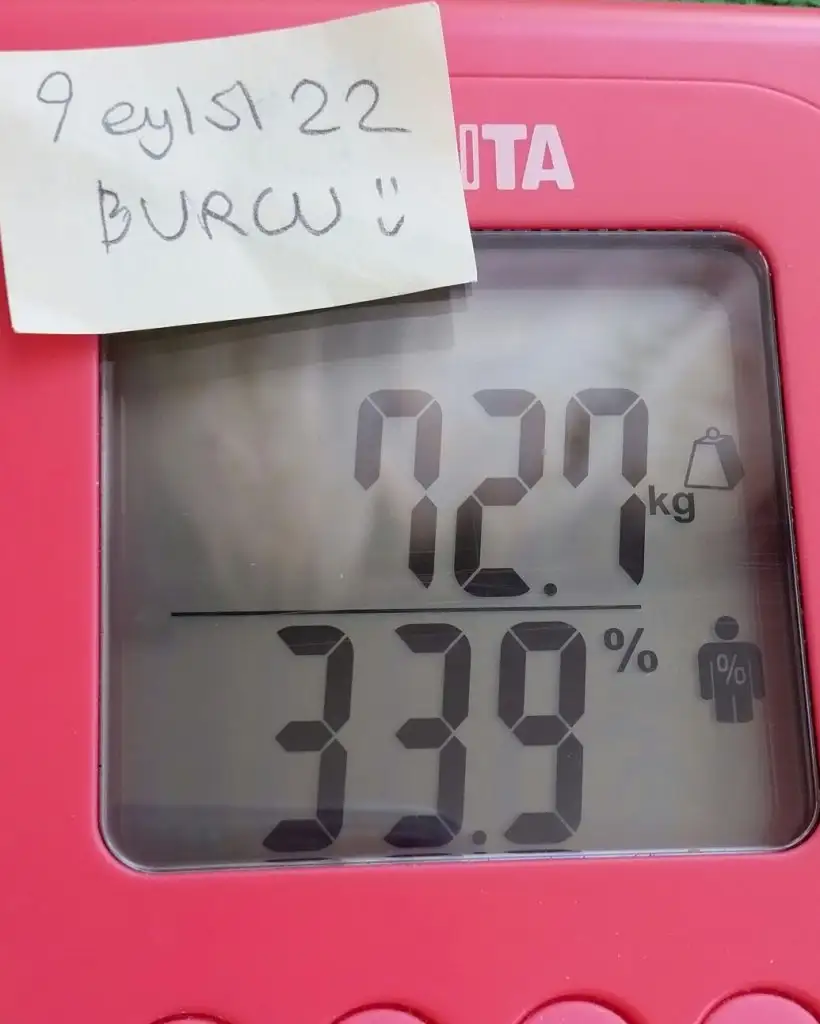 9 eylül 22
BURCU :)
ITA
72.7 kg
33.9 %
%